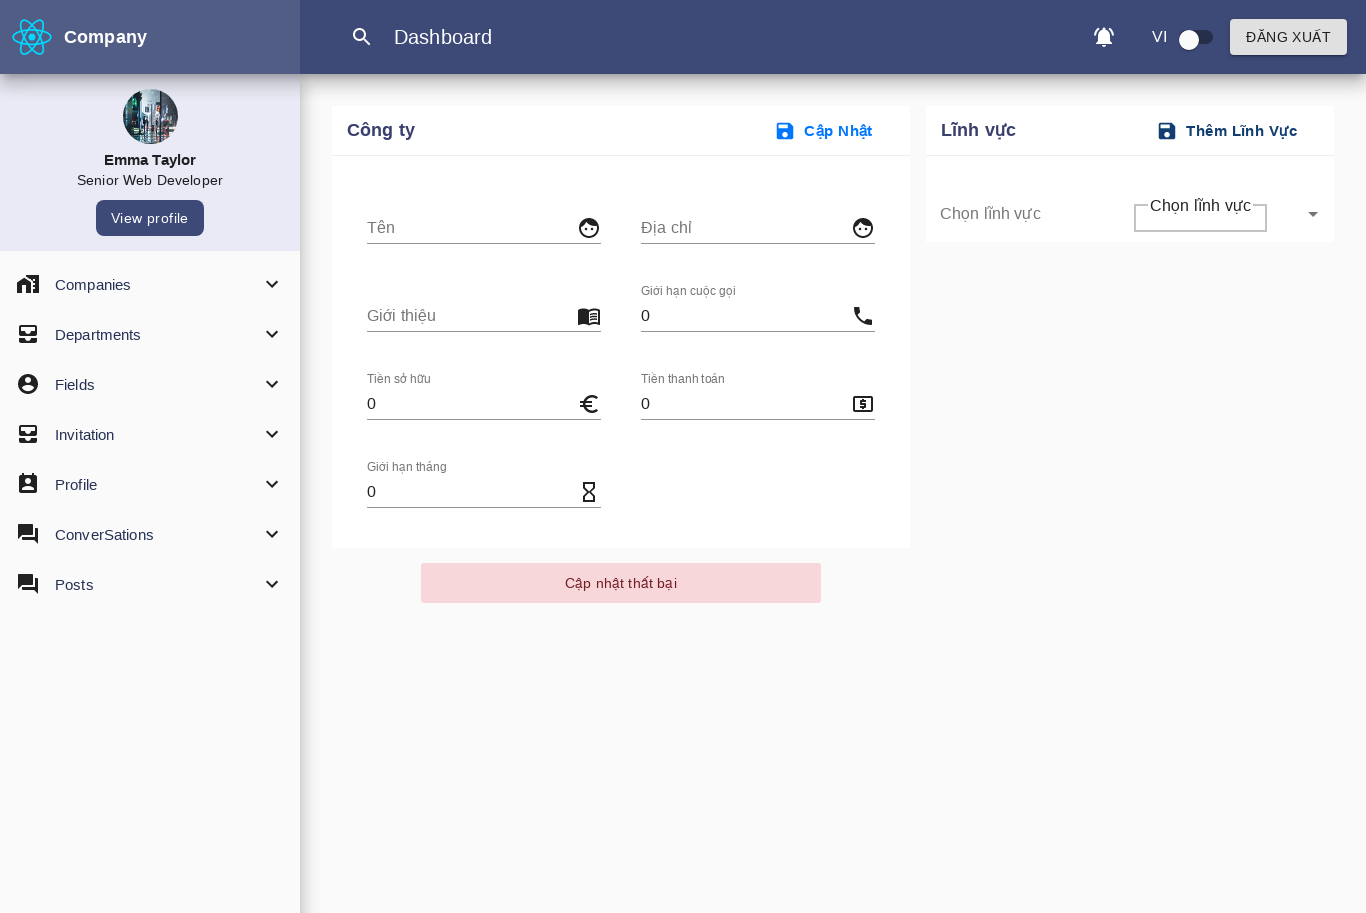 Company
Dashboard
VI
ĐĂNG XUẤT
Emma Taylor
Senior Web Developer
View profile
Companies
Departments
Fields
Invitation
Profile
ConverSations
Posts
Công ty
Cập Nhật
Tên
Địa chỉ
Giới thiệu
Giới hạn cuộc gọi
0
Tiền sở hữu
0
Tiền thanh toán
0
Giới hạn tháng
0
Cập nhật thất bại
Lĩnh vực
Thêm Lĩnh Vực
Chọn lĩnh vực
Chọn lĩnh vực